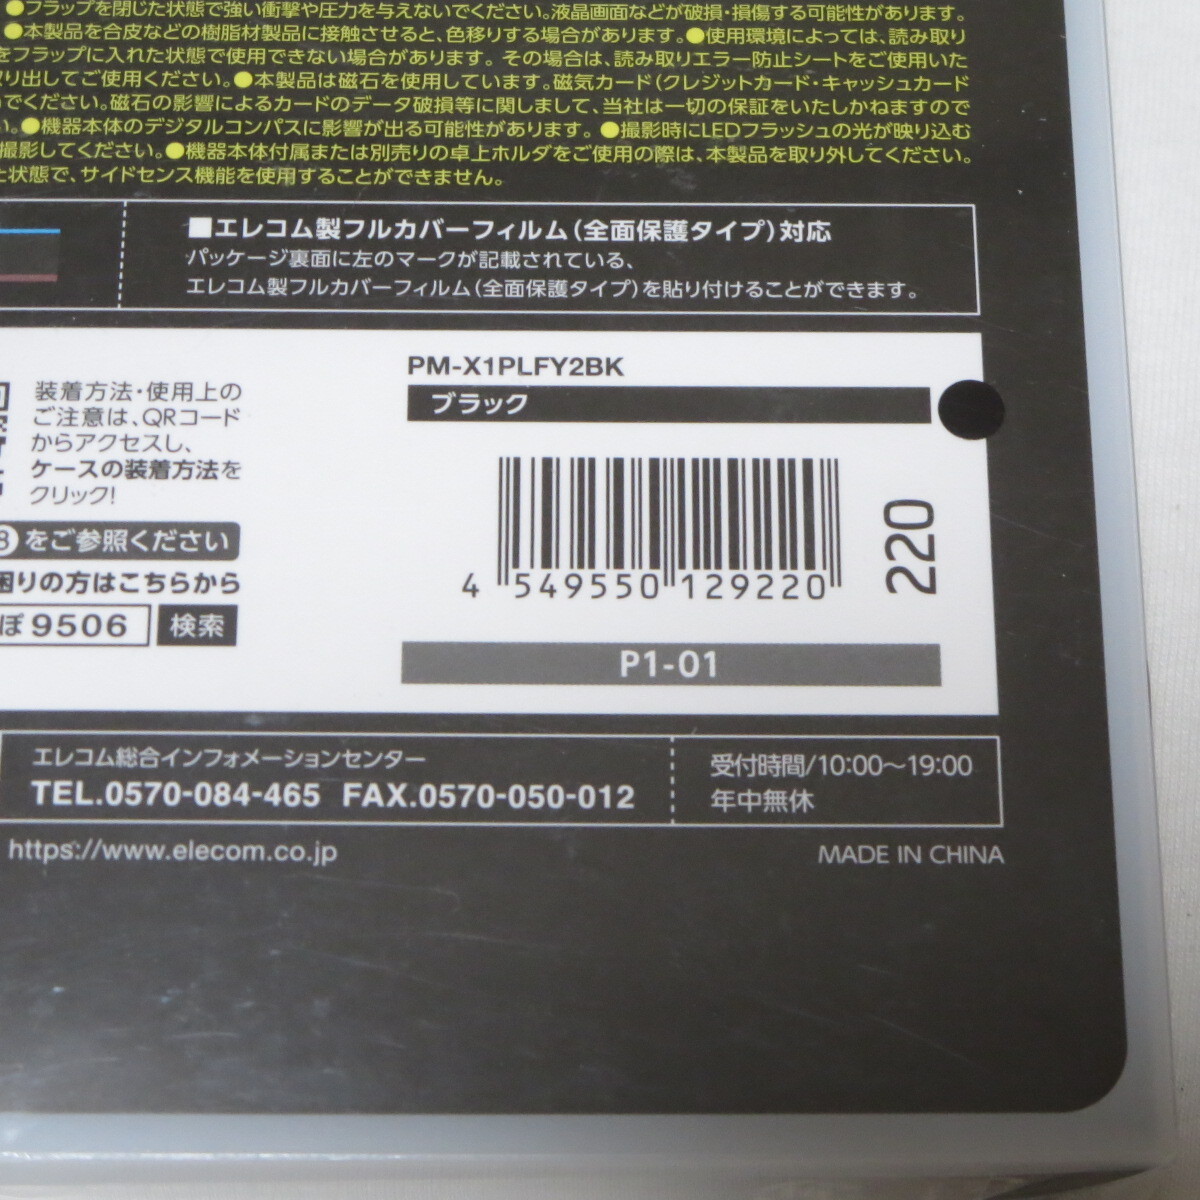 ●フラップを閉じた状態で強い衝撃や圧力を与えないでください。液晶画面などが破損・損傷する可能性があります。
●本製品を合皮などの樹脂材製品に接触させると、色移りする場合があります。●使用環境によっては、読み取り
をフラップに入れた状態で使用できない場合があります。その場合は、読み取りエラー防止シートをご使用いた
り出してご使用ください。●本製品は磁石を使用しています。磁気カード(クレジットカード・キャッシュカード
でください。磁石の影響によるカードのデータ破損等に関しまして、当社は一切の保証をいたしかねますので
い。●機器本体のデジタルコンパスに影響が出る可能性があります。●撮影時にLEDフラッシュの光が映り込む
撮影してください。●機器本体付属または別売りの卓上ホルダをご使用の際は、本製品を取り外してください。
た状態で、サイドセンス機能を使用することができません。
■エレコム製フルカバーフィルム(全面保護タイプ)対応
パッケージ裏面に左のマークが記載されている、
エレコム製フルカバーフィルム(全面保護タイプ)を貼り付けることができます。
装着方法・使用上の
ご注意は、QRコード
からアクセスし、
ケースの装着方法を
クリック!
8 をご参照ください
困りの方はこちらから
ぽ9506 検索
PM-X1PLFY2BK
ブラック
4 549550 129220
220
P1-01
エレコム総合インフォメーションセンター
TEL.0570-084-465 FAX.0570-050-012
受付時間/10:00〜19:00
年中無休
https://www.elecom.co.jp
MADE IN CHINA